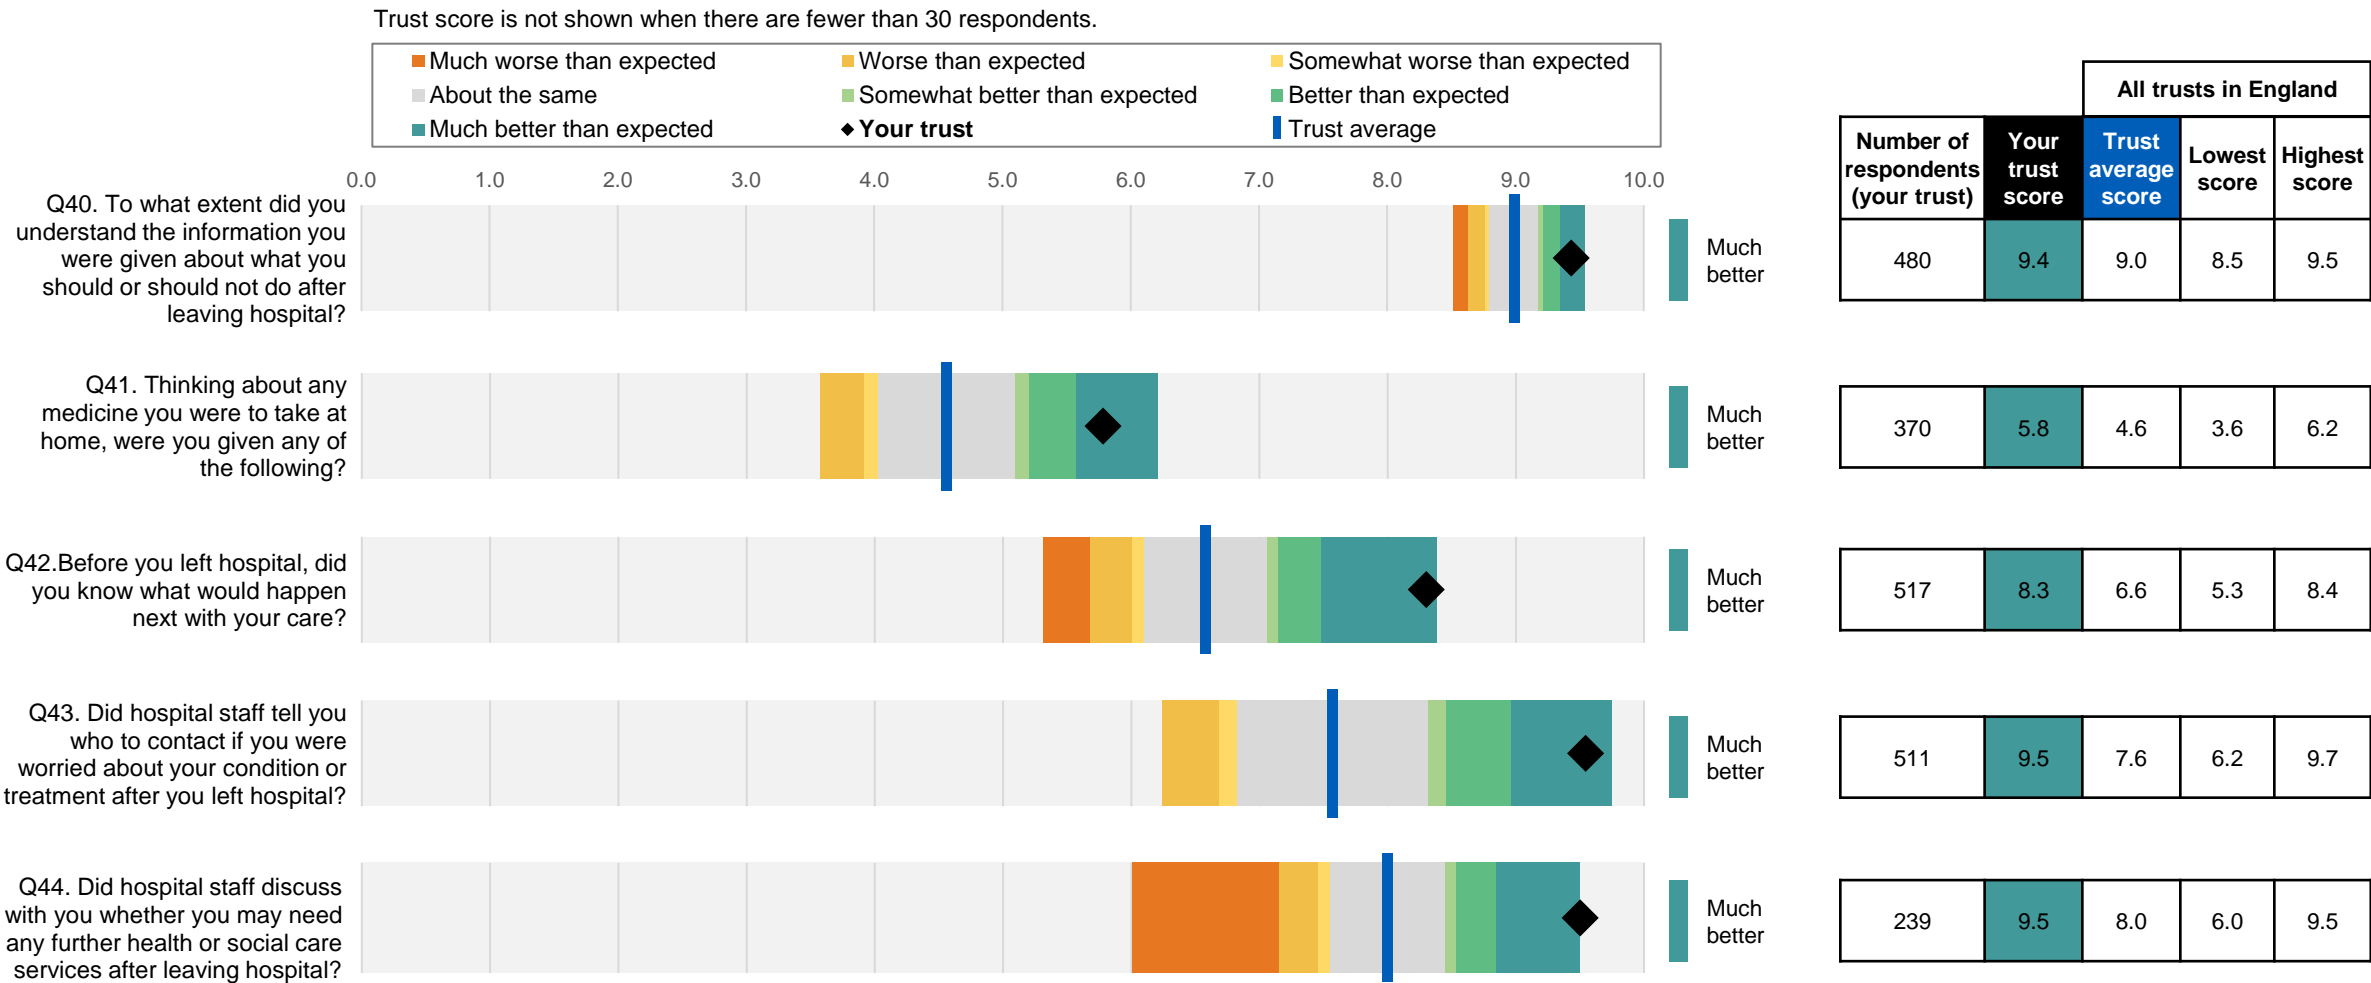 Trust score is not shown when there are fewer than 30 respondents.
Much worse than expected
Worse than expected
Somewhat worse than expected
About the same
Somewhat better than expected
Better than expected
Much better than expected
Your trust
Trust average
All trusts in England
Number of
respondents
(your trust)
Your
trust
score
Trust
average
score
Lowest
score
Highest
score
0.0 1.0 2.0 3.0 4.0 5.0 6.0 7.0 8.0 9.0 10.0
Q40. To what extent did you
understand the information you
were given about what you
should or should not do after
leaving hospital?
Much
better
480 9.4 9.0 8.5 9.5
Q41. Thinking about any
medicine you were to take at
home, were you given any of
the following?
Much
better
370 5.8 4.6 3.6 6.2
Q42.Before you left hospital, did
you know what would happen
next with your care?
Much
better
517 8.3 6.6 5.3 8.4
Q43. Did hospital staff tell you
who to contact if you were
worried about your condition or
treatment after you left hospital?
Much
better
511 9.5 7.6 6.2 9.7
Q44. Did hospital staff discuss
with you whether you may need
any further health or social care
services after leaving hospital?
Much
better
239 9.5 8.0 6.0 9.5